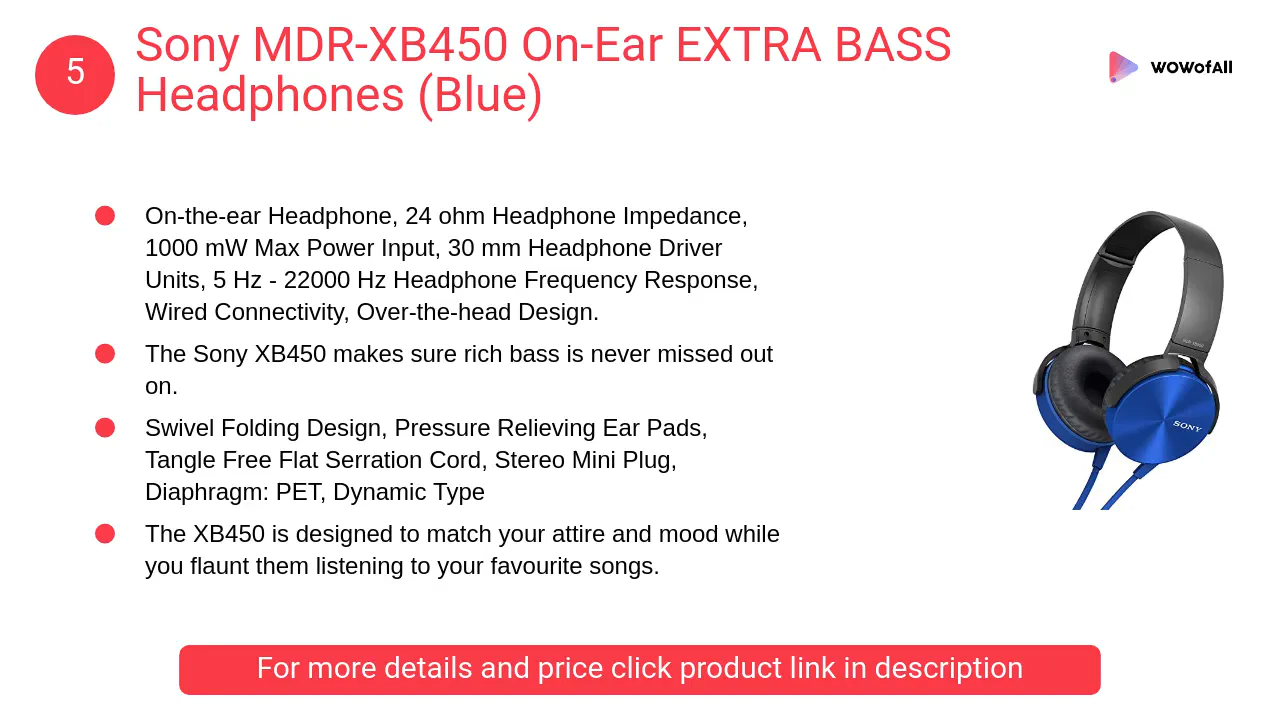 5
Sony MDR-XB450 On-Ear EXTRA BASS
Headphones (Blue)
WOWofAll
On-the-ear Headphone, 24 ohm Headphone Impedance,
1000 mW Max Power Input, 30 mm Headphone Driver
Units, 5 Hz - 22000 Hz Headphone Frequency Response,
Wired Connectivity, Over-the-head Design.
The Sony XB450 makes sure rich bass is never missed out
on.
Swivel Folding Design, Pressure Relieving Ear Pads,
Tangle Free Flat Serration Cord, Stereo Mini Plug,
Diaphragm: PET, Dynamic Type
The XB450 is designed to match your attire and mood while
you flaunt them listening to your favourite songs.
SONY
For more details and price click product link in description